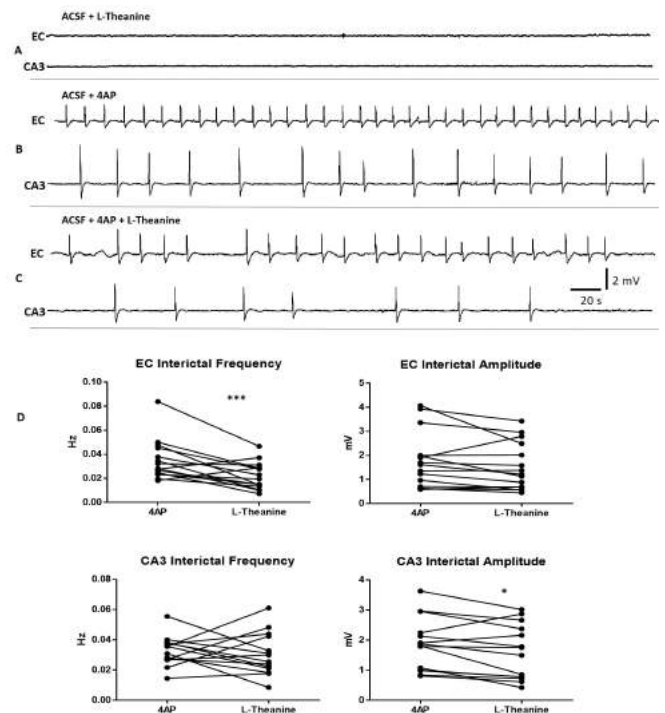 ACSF + L-Theanine
EC
A
CA3
ACSF + 4AP
EC
B
CA3
ACSF + 4AP + L-Theanine
EC
C
2 mV
20 s
CA3
D
EC Interictal Frequency
0.10
0.08
0.06
0.04
0.02
0.00
Hz
***
4AP L-Theanine
EC Interictal Amplitude
5
4
3
2
1
0
mV
4AP L-Theanine
CA3 Interictal Frequency
0.08
0.06
0.04
0.02
0.00
Hz
4AP L-Theanine
CA3 Interictal Amplitude
4
3
2
1
0
mV
*
4AP L-Theanine